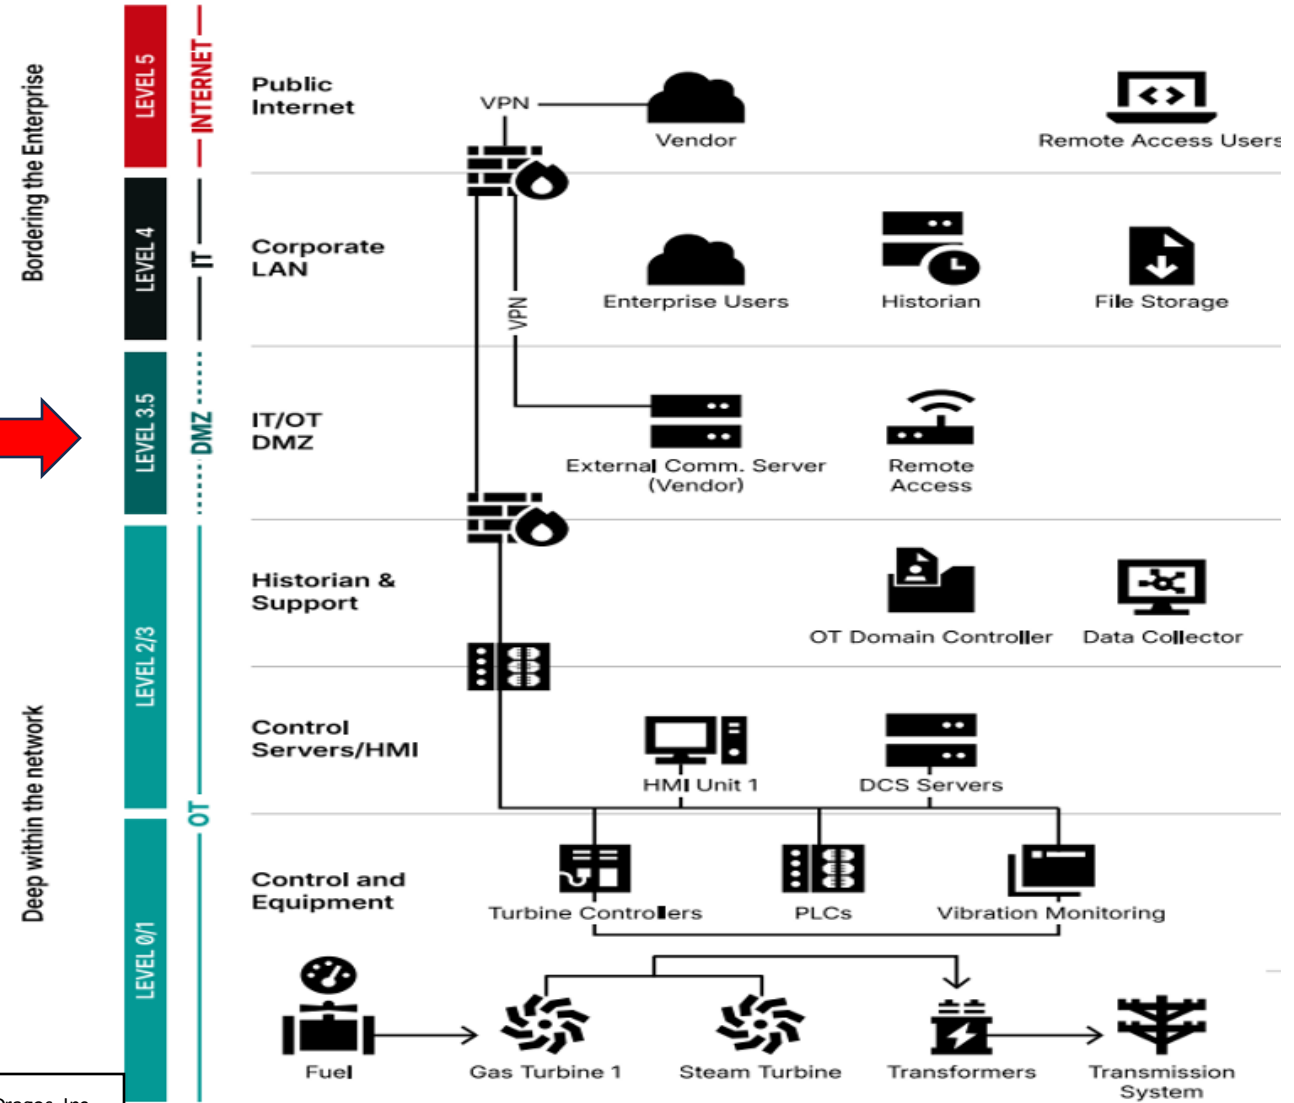 Bordering the Enterprise
LEVEL 5
INTERNET
Public
Internet
VPN
Vendor
Remote Access Users
LEVEL 4
IT
Corporate
LAN
VPN
Enterprise Users
Historian
File Storage
LEVEL 3.5
DMZ
IT/OT
DMZ
External Comm. Server
(Vendor)
Remote
Access
Deep within the network
LEVEL 2/3
OT
Historian &
Support
OT Domain Controller
Data Collector
Control
Servers/HMI
HMI Unit 1
DCS Servers
LEVEL 0/1
Control and
Equipment
Turbine Controllers
PLCs
Vibration Monitoring
Fuel
Gas Turbine 1
Steam Turbine
Transformers
Transmission
System